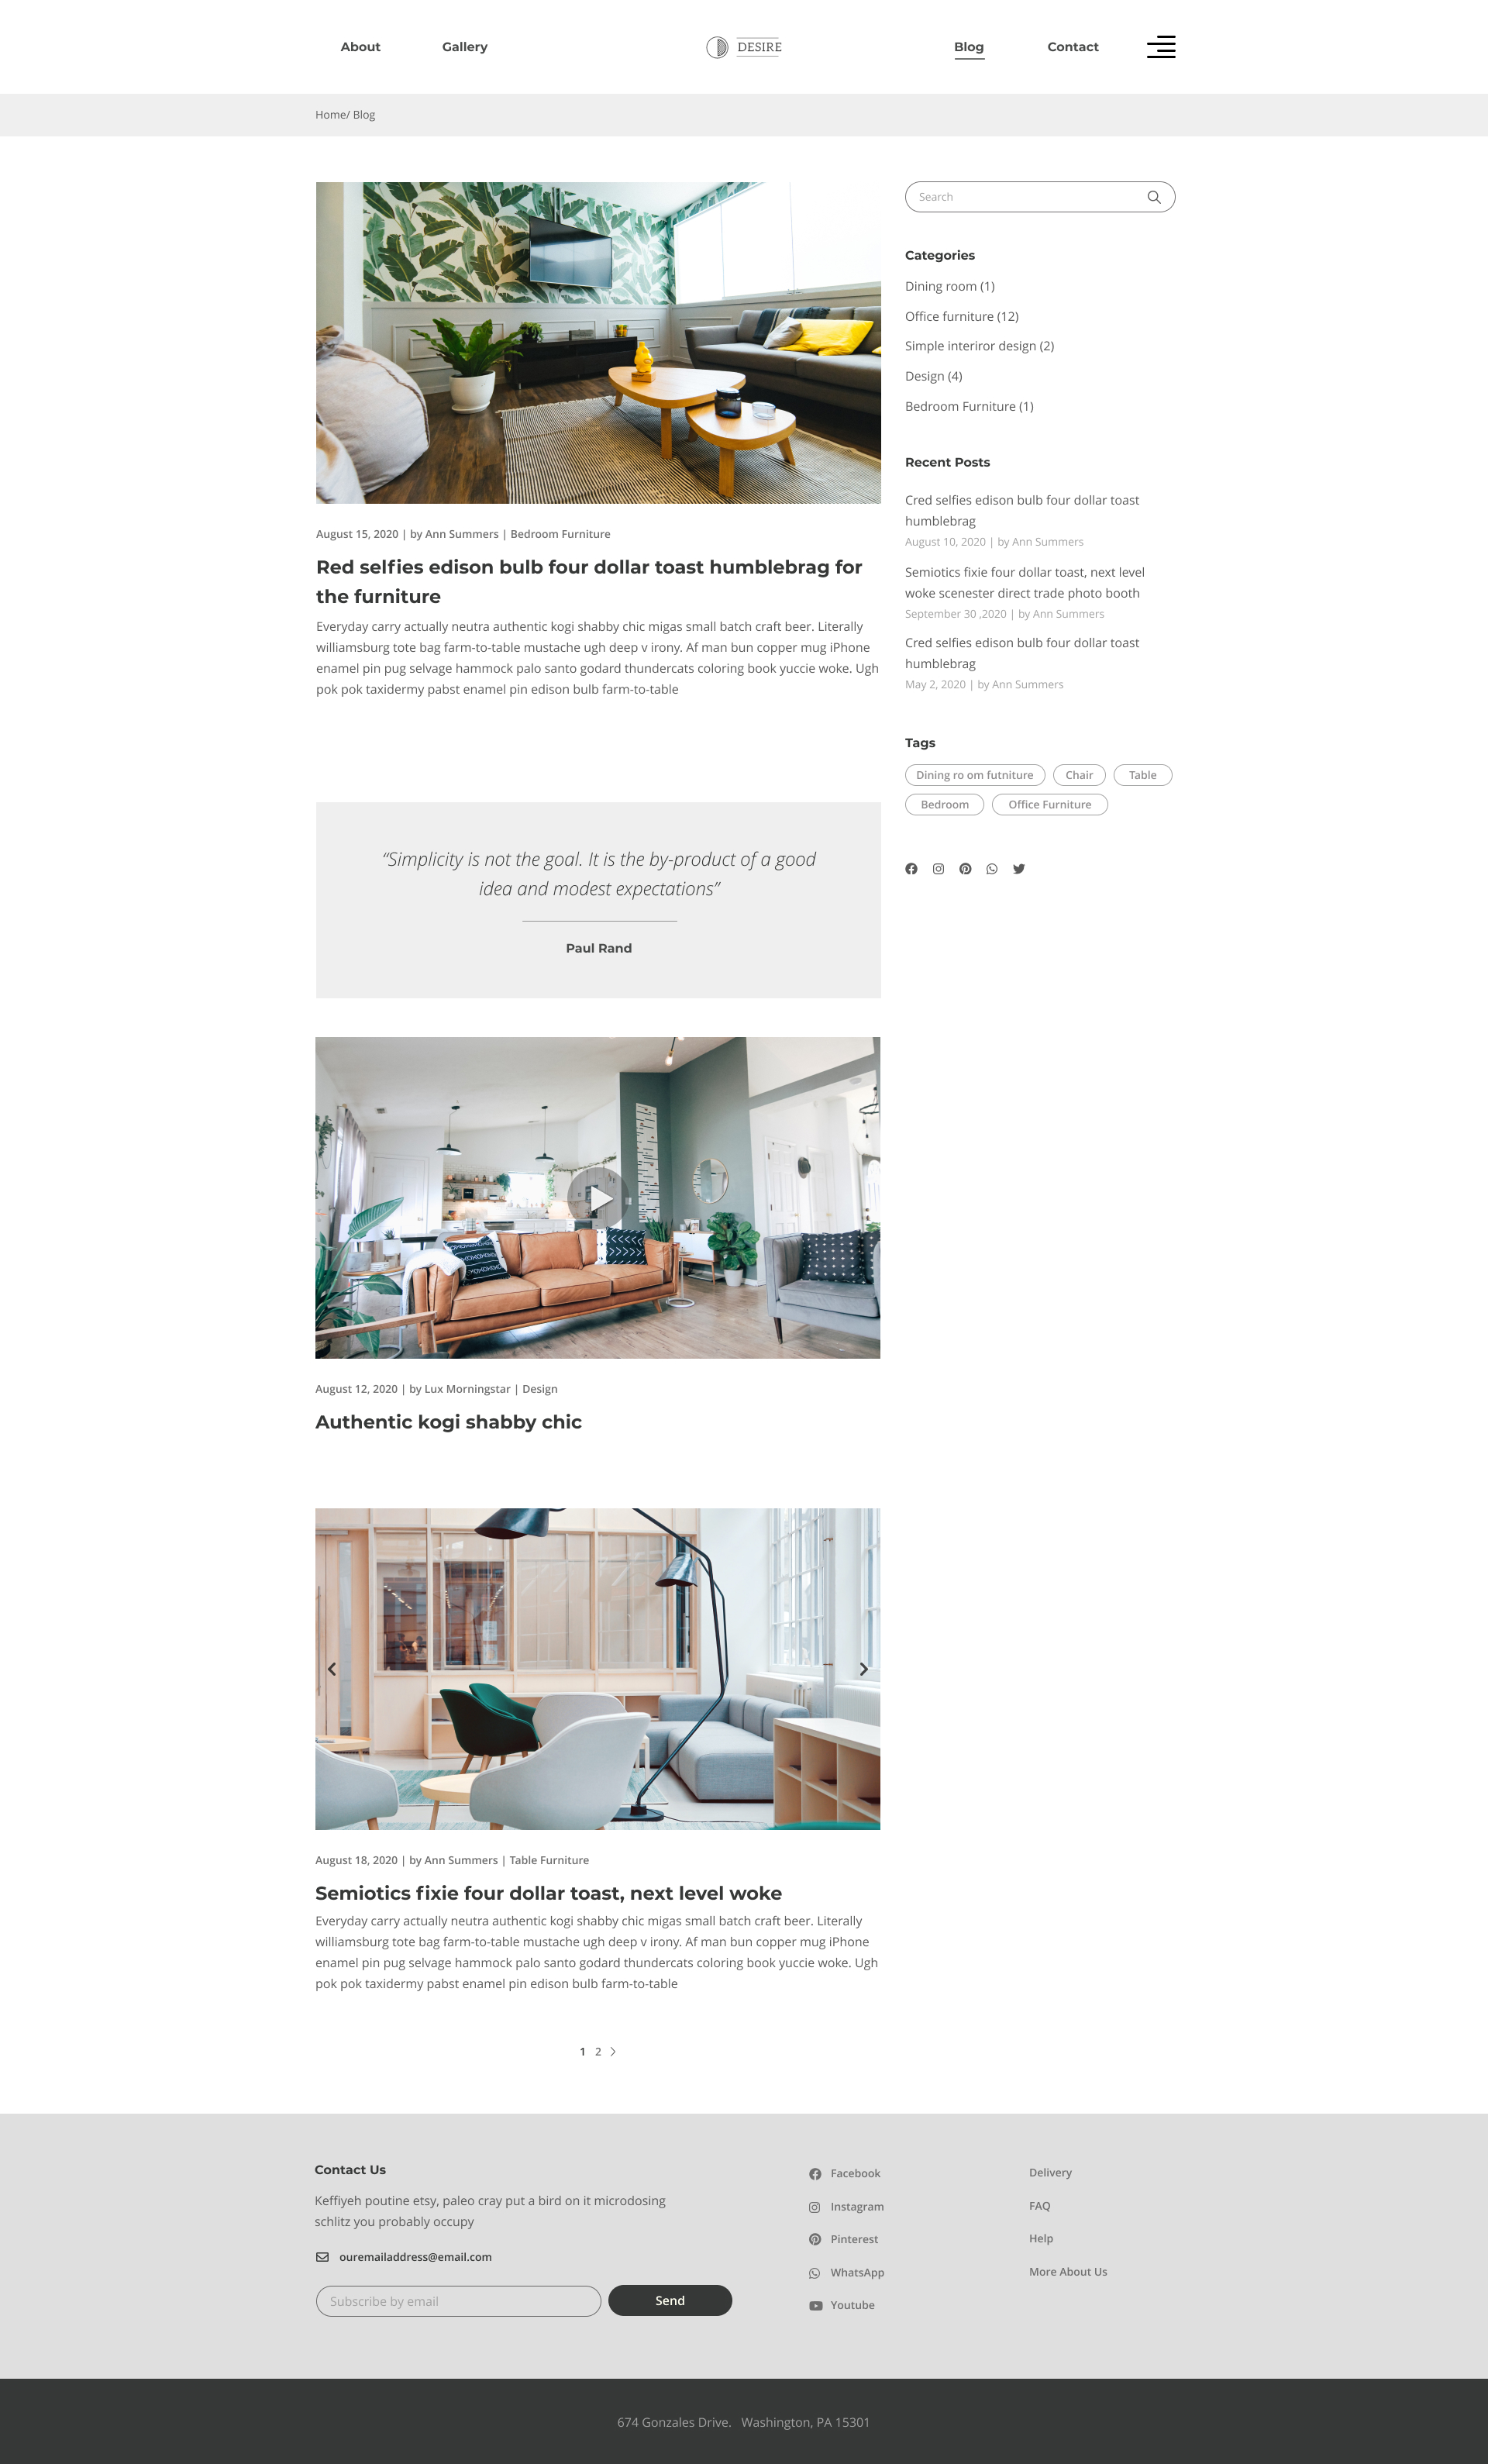 About
Gallery
DESIRE
Blog
Contact
Home/ Blog
August 15, 2020 | by Ann Summers | Bedroom Furniture
Red selfies edison bulb four dollar toast humblebrag for
the furniture
Everyday carry actually neutra authentic kogi shabby chic migas small batch craft beer. Literally
williamsburg tote bag farm-to-table mustache ugh deep v irony. Af man bun copper mug iPhone
enamel pin pug selvage hammock palo santo godard thundercats coloring book yuccie woke. Ugh
pok pok taxidermy pabst enamel pin edison bulb farm-to-table
“Simplicity is not the goal. It is the by-product of a good
idea and modest expectations”
Paul Rand
August 12, 2020 | by Lux Morningstar | Design
Authentic kogi shabby chic
August 18, 2020 | by Ann Summers | Table Furniture
Semiotics fixie four dollar toast, next level woke
Everyday carry actually neutra authentic kogi shabby chic migas small batch craft beer. Literally
williamsburg tote bag farm-to-table mustache ugh deep v irony. Af man bun copper mug iPhone
enamel pin pug selvage hammock palo santo godard thundercats coloring book yuccie woke. Ugh
pok pok taxidermy pabst enamel pin edison bulb farm-to-table
1 2
Search
Categories
Dining room (1)
Office furniture (12)
Simple interiror design (2)
Design (4)
Bedroom Furniture (1)
Recent Posts
Cred selfies edison bulb four dollar toast
humblebrag
August 10, 2020 | by Ann Summers
Semiotics fixie four dollar toast, next level
woke scenester direct trade photo booth
September 30 ,2020 | by Ann Summers
Cred selfies edison bulb four dollar toast
humblebrag
May 2, 2020 | by Ann Summers
Tags
Dining ro om futniture
Chair
Table
Bedroom
Office Furniture
Contact Us
Keffiyeh poutine etsy, paleo cray put a bird on it microdosing
schlitz you probably occupy
ouremailaddress@email.com
Subscribe by email
Send
Facebook
Instagram
Pinterest
WhatsApp
Youtube
Delivery
FAQ
Help
More About Us
674 Gonzales Drive. Washington, PA 15301